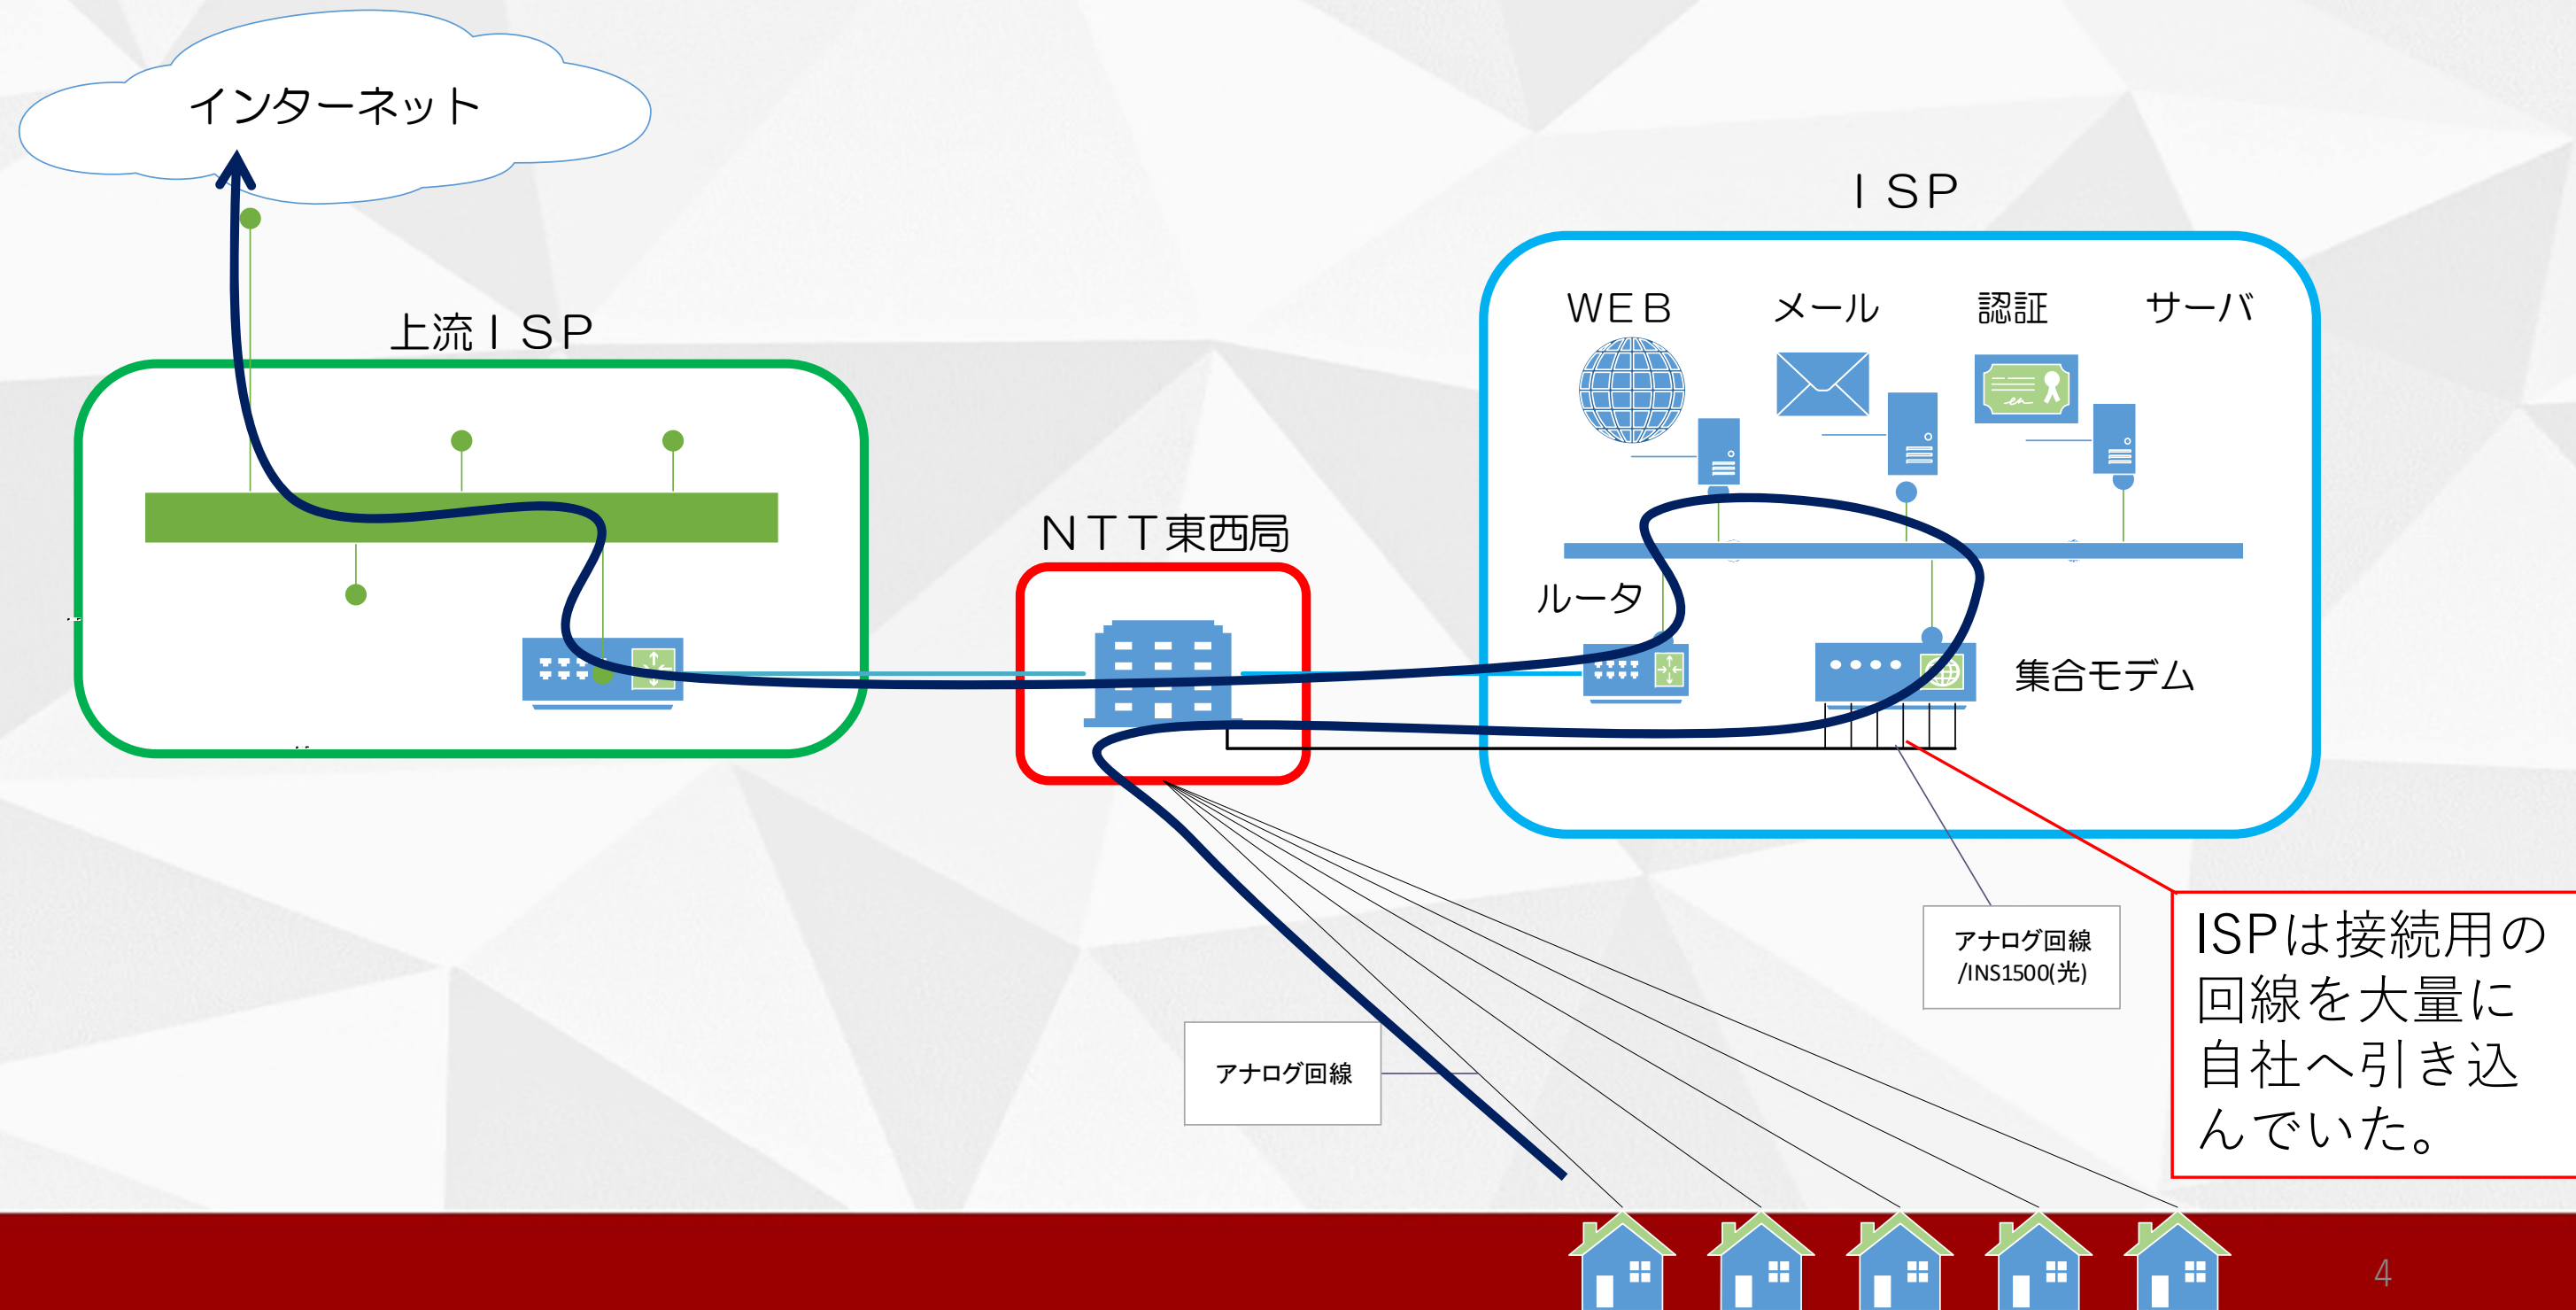 インターネット
ＩＳＰ
上流ＩＳＰ
ＷＥＢ
メール
認証
サーバ
ＮＴＴ東西局
ルータ
集合モデム
アナログ回線
/INS1500(光)
ISPは接続用の
回線を大量に
自社へ引き込
んでいた。
アナログ回線
4